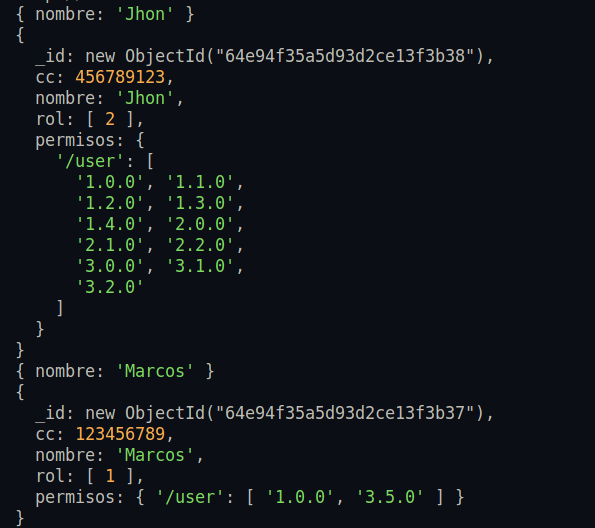 { nombre: 'Jhon' }
{
  _id: new ObjectId("64e94f35a5d93d2ce13f3b38"),
  cc: 456789123,
  nombre: 'Jhon',
  rol: [ 2 ],
  permisos: {
    '/user': [
      '1.0.0', '1.1.0',
      '1.2.0', '1.3.0',
      '1.4.0', '2.0.0',
      '2.1.0', '2.2.0',
      '3.0.0', '3.1.0',
      '3.2.0'
    ]
  }
}
{ nombre: 'Marcos' }
{
  _id: new ObjectId("64e94f35a5d93d2ce13f3b37"),
  cc: 123456789,
  nombre: 'Marcos',
  rol: [ 1 ],
  permisos: { '/user': [ '1.0.0', '3.5.0' ] }
}